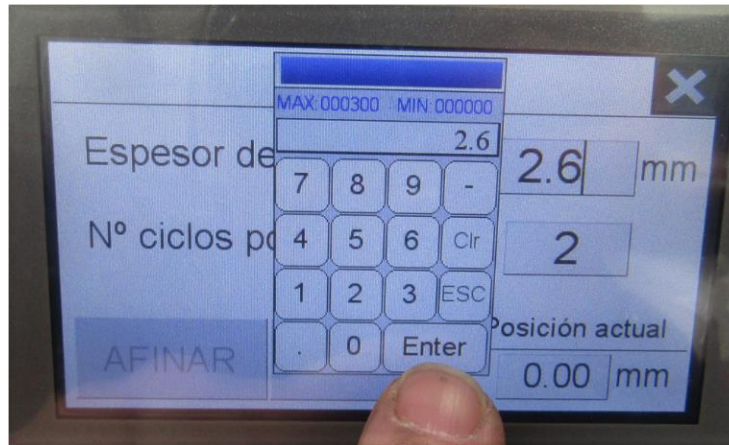 MAX:000300 MIN:000000
2.6
Espesor de 2.6 mm
7 8 9 -
Nº ciclos po 2
4 5 6 Clr
1 2 3 ESC
Posición actual
AFINAR . 0 Enter
0.00 mm